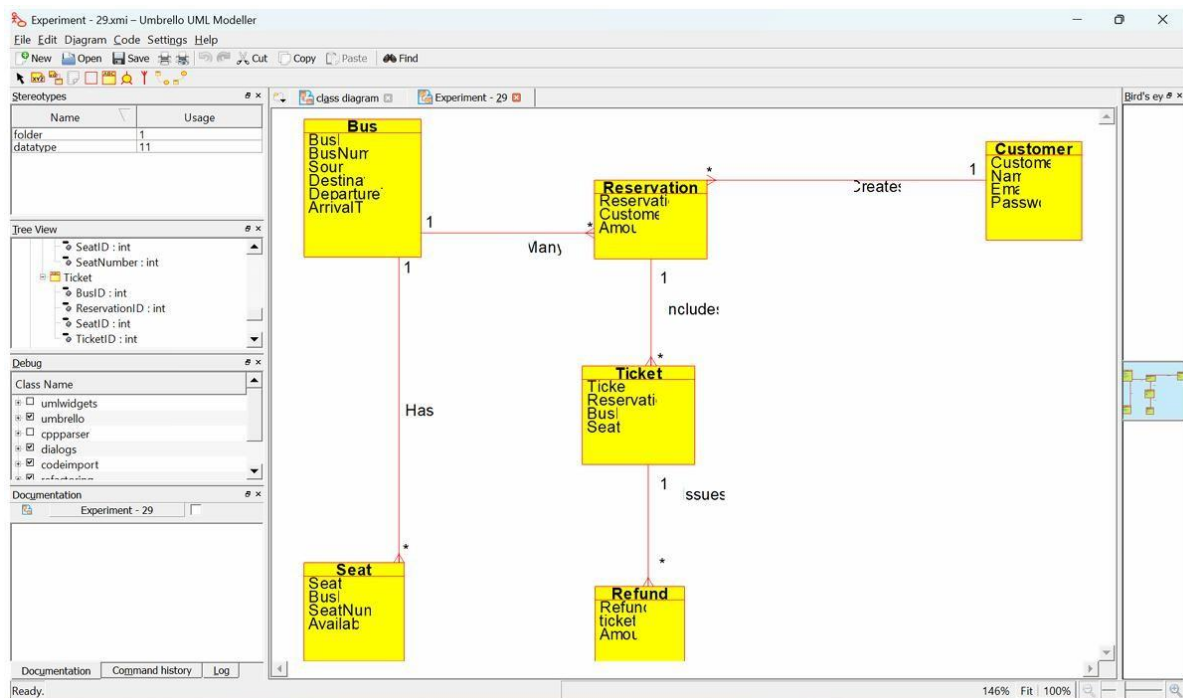 Experiment - 29.xmi – Umbrello UML Modeller
File Edit Diagram Code Settings Help
New Open Save Cut Copy Paste Find
Stereotypes
Name Usage
folder 1
datatype 11
Tree View
SeatID : int
SeatNumber : int
Ticket
BusID : int
ReservationID : int
SeatID : int
TicketID : int
Debug
Class Name
umlwidgets
umbrello
cppparser
dialogs
codeimport
refactoring
Documentation
Experiment - 29
Documentation Command history Log
Ready.
class diagram Experiment - 29
Bus
BusI
BusNum
Sour
Destina
Departure
ArrivalT
1
Many
*
Reservation
Reservati
Custome
Amou
*
Creates
1
Customer
Custome
Nam
Ema
Passwo
1
Has
*
1
ncludes
*
Ticket
Ticke
Reservati
BusI
Seat
1
ssues
*
Seat
Seat
BusI
SeatNun
Availab
Refund
Refund
ticket
Amou
Bird's ey
146% Fit 100%